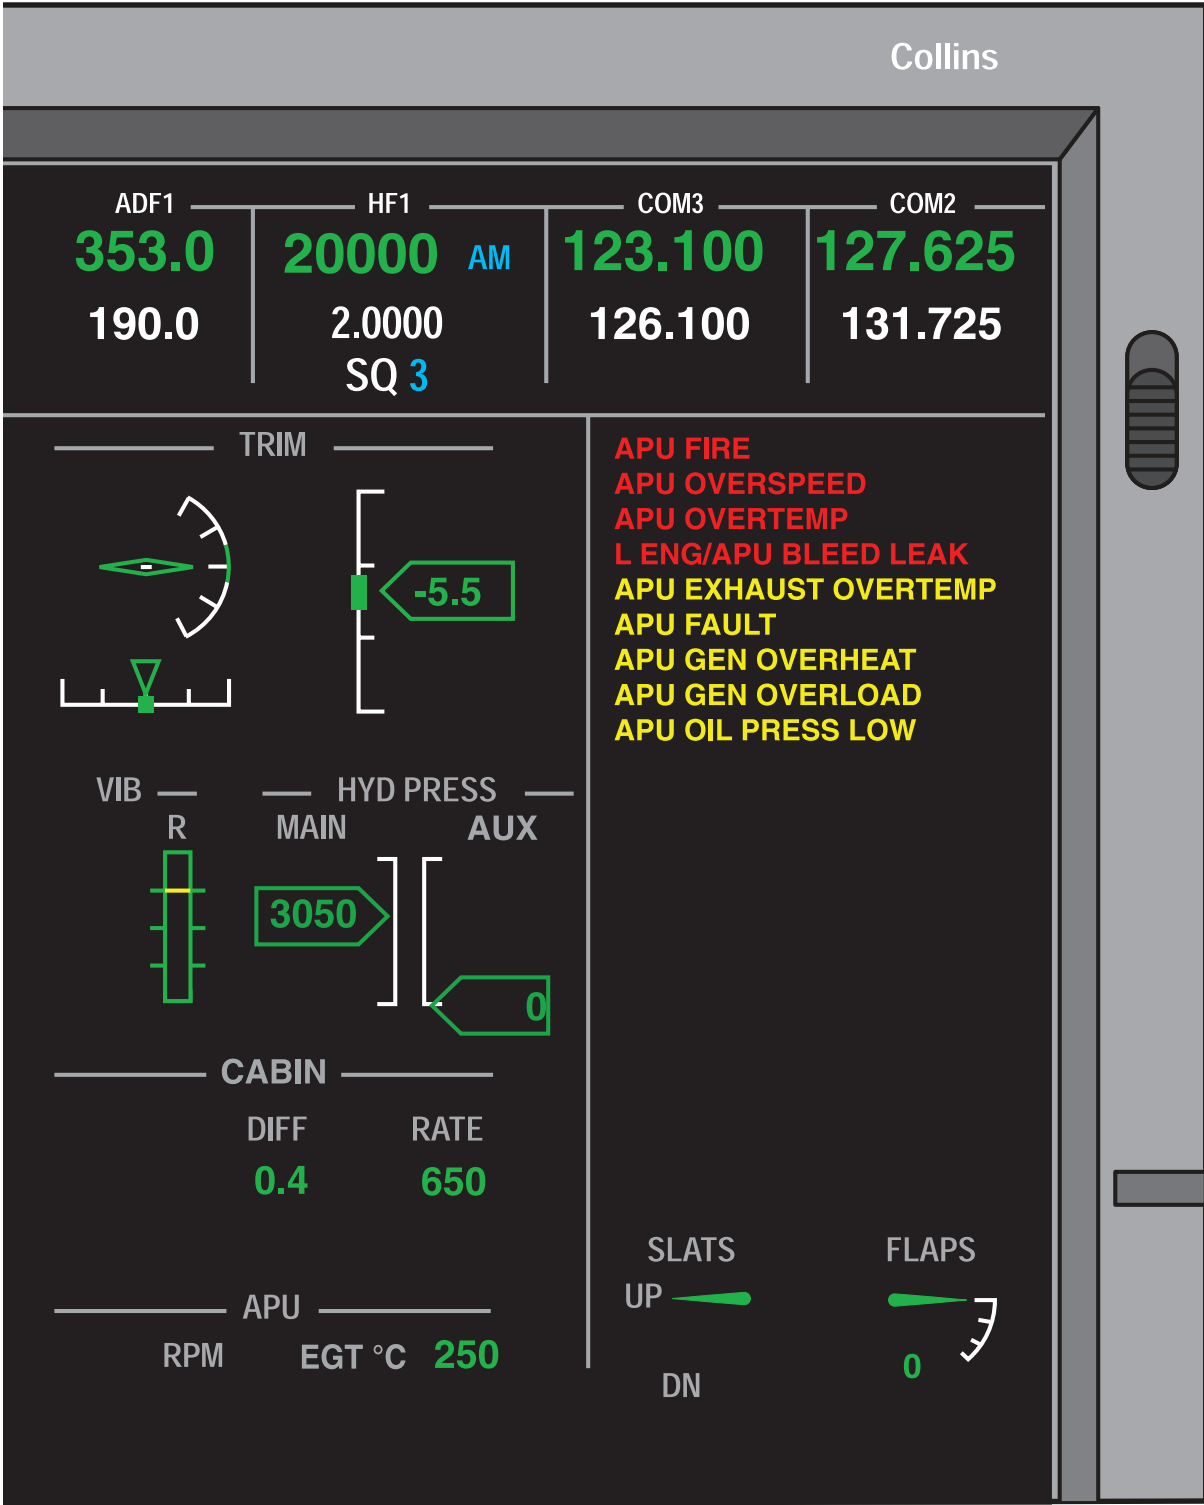 Collins
ADF1 HF1 COM3 COM2
353.0 20000 AM 123.100 127.625
190.0 2.0000 126.100 131.725
SQ 3
TRIM
-5.5
APU FIRE
APU OVERSPEED
APU OVERTEMP
L ENG/APU BLEED LEAK
APU EXHAUST OVERTEMP
APU FAULT
APU GEN OVERHEAT
APU GEN OVERLOAD
APU OIL PRESS LOW
VIB HYD PRESS
R MAIN AUX
3050
0
CABIN
DIFF RATE
0.4 650
APU
RPM EGT °C 250
SLATS FLAPS
UP
0
DN